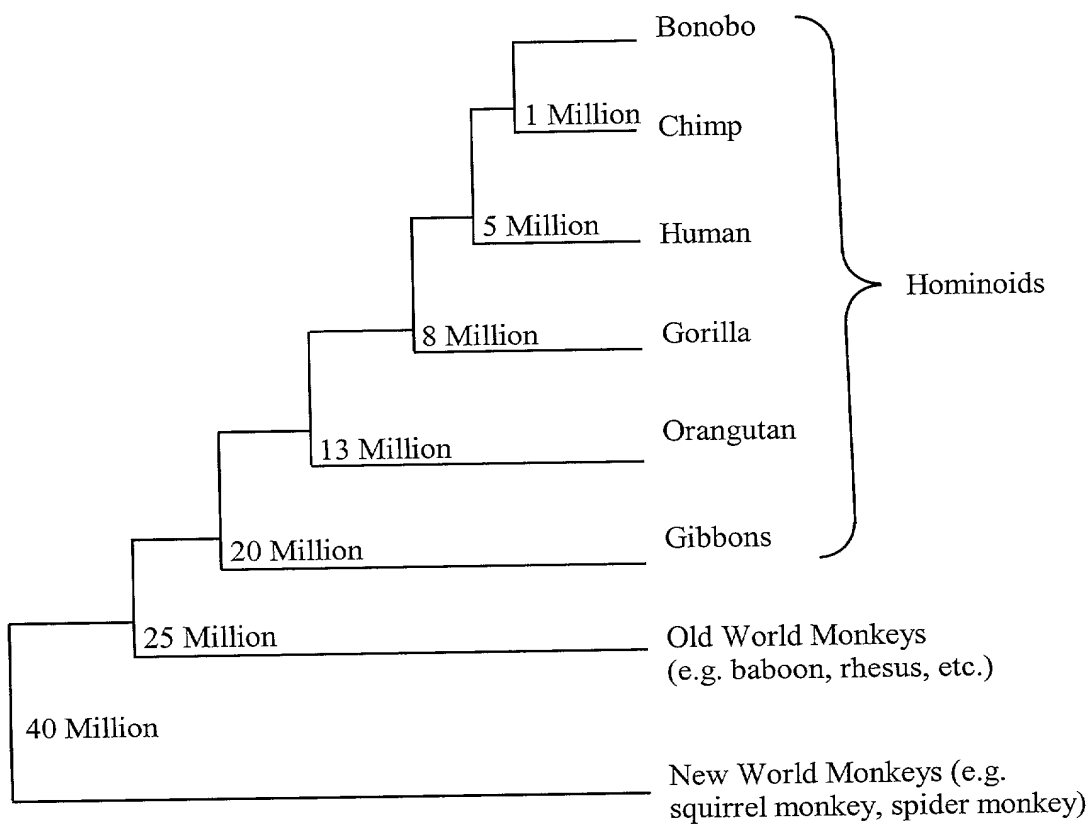 Bonobo
1 Million
Chimp
5 Million
Human
Hominoids
8 Million
Gorilla
13 Million
Orangutan
20 Million
Gibbons
25 Million
Old World Monkeys
(e.g. baboon, rhesus, etc.)
40 Million
New World Monkeys (e.g.
squirrel monkey, spider monkey)